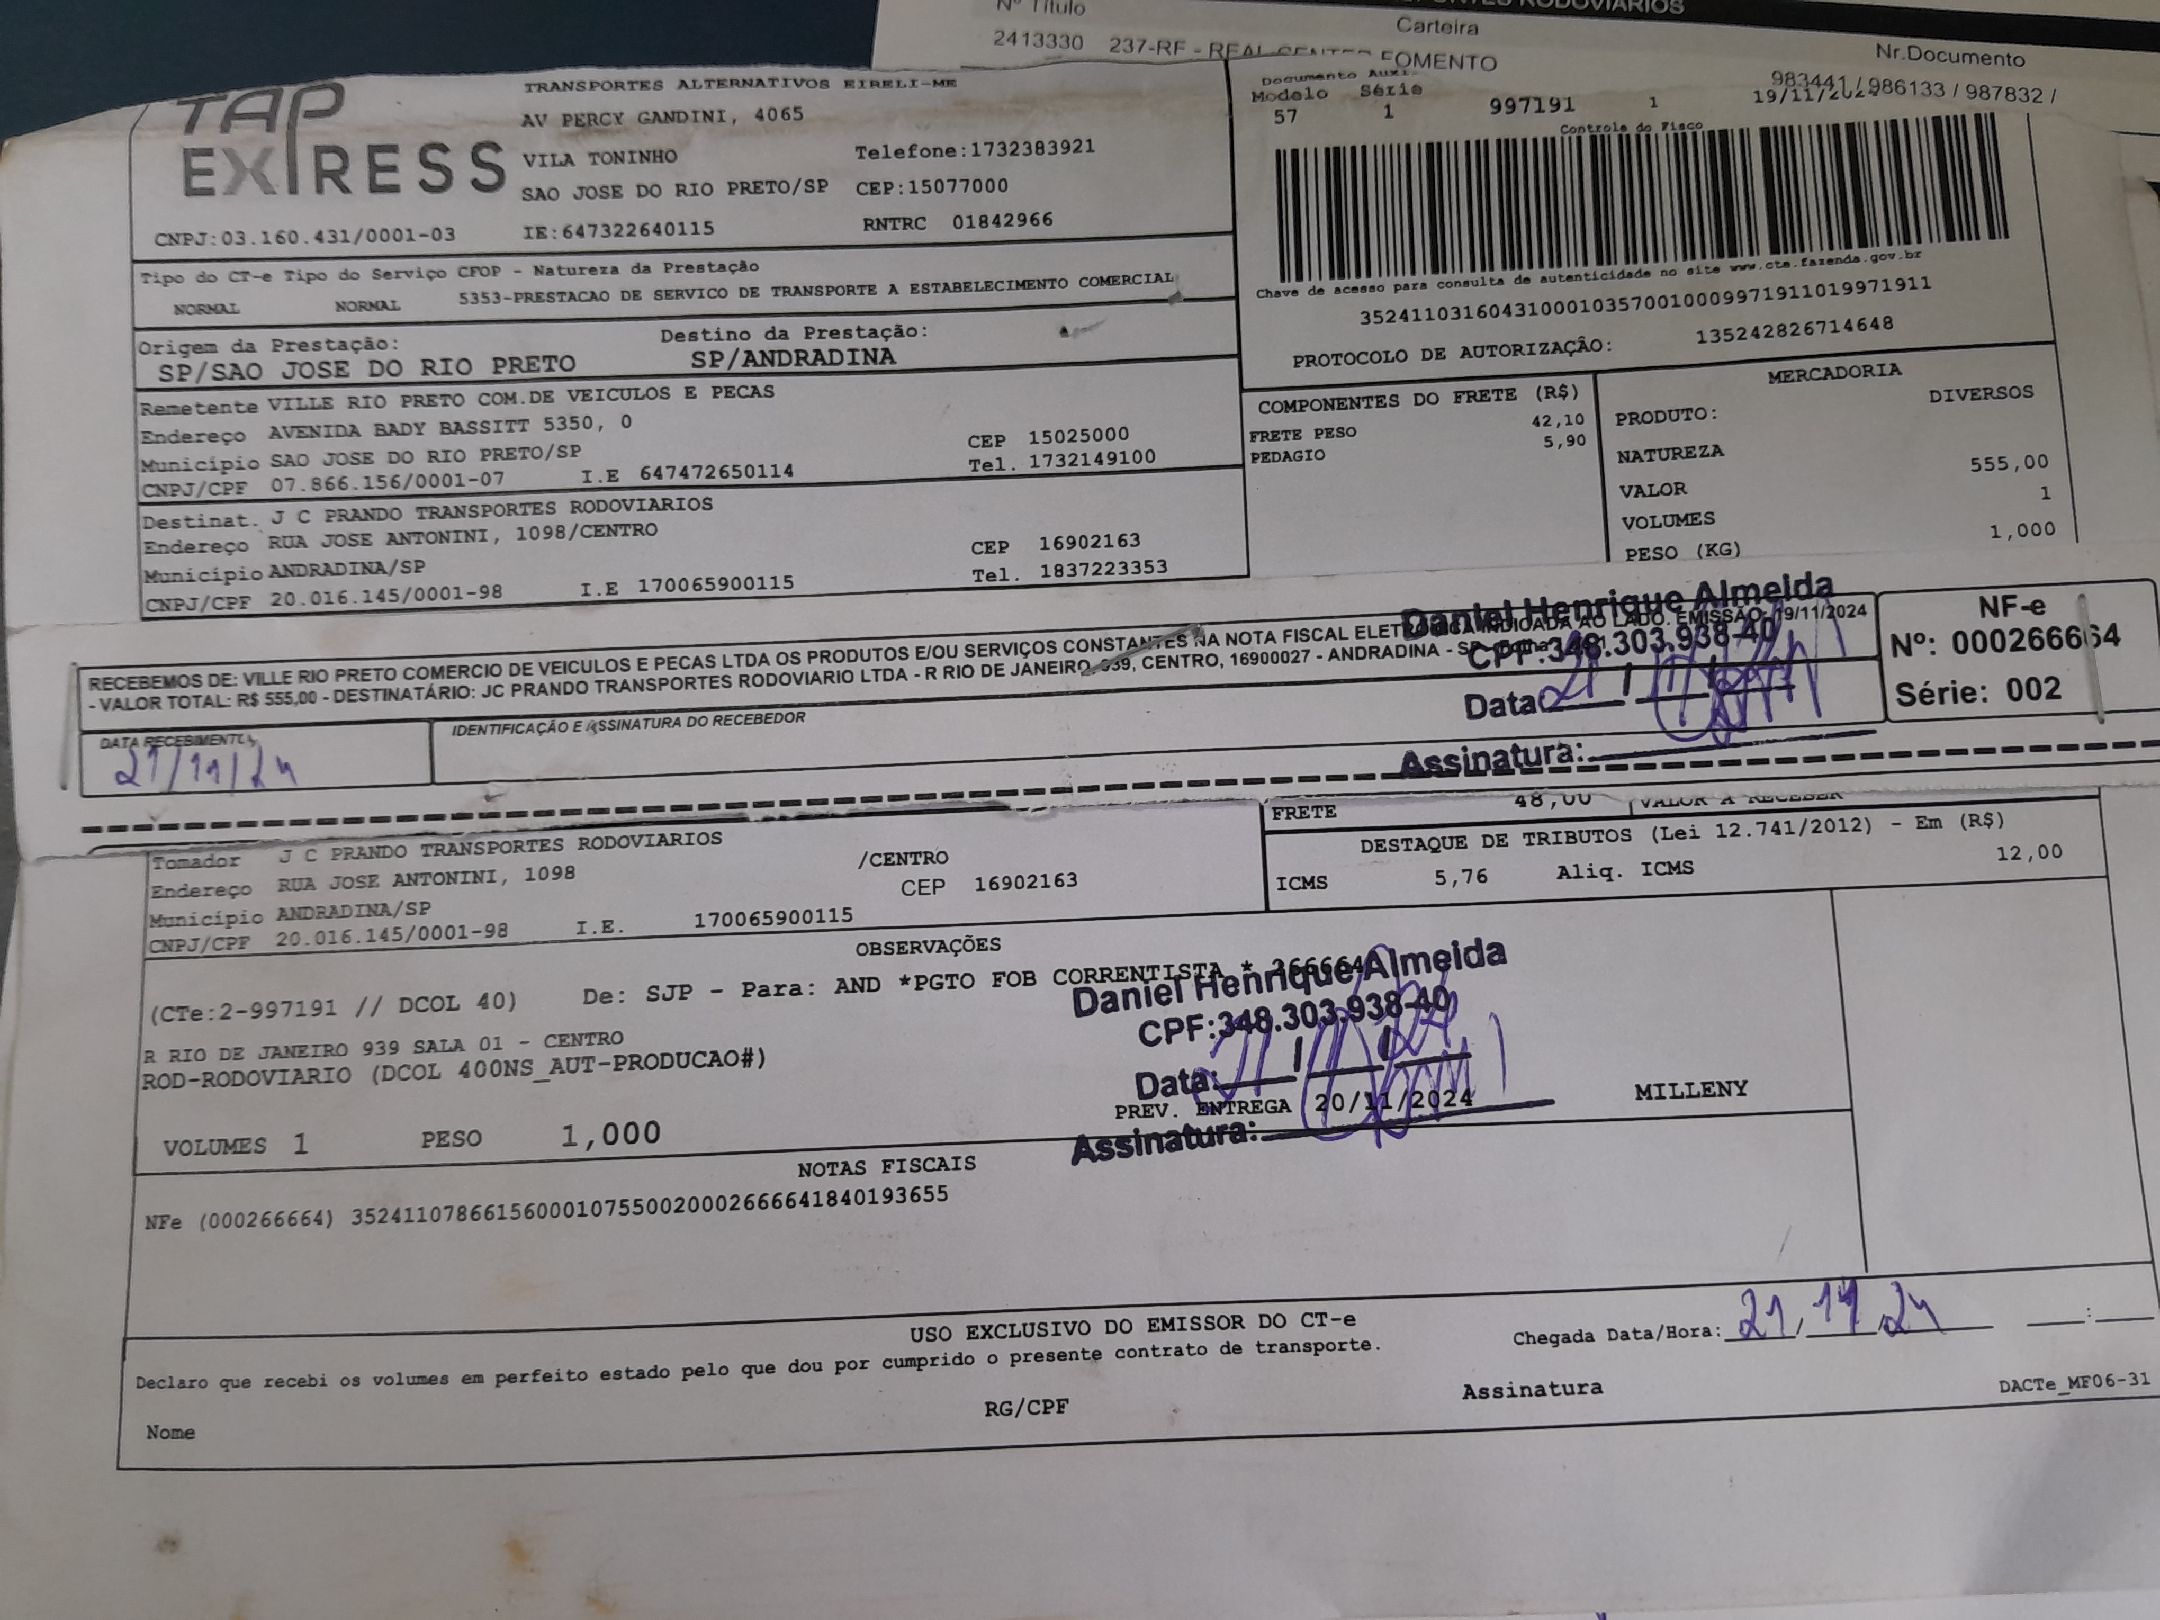 Nº Título
Carteira
Nr.Documento
2413330 237-RF - REAL CENTER FOMENTO
983441 / 986133 / 987832 /
TAP EXPRESS
TRANSPORTES ALTERNATIVOS EIRELI-ME
AV PERCY GANDINI, 4065
VILA TONINHO Telefone:1732383921
SAO JOSE DO RIO PRETO/SP CEP:15077000
CNPJ:03.160.431/0001-03 IE:647322640115 RNTRC 01842966
Documento
Modelo Série
57 1 997191 1 19/11/2024
Controle do Fisco
Chave de acesso para consulta de autenticidade no site www.cte.fazenda.gov.br
35241103160431000103570010009971911019971911
PROTOCOLO DE AUTORIZAÇÃO: 135242826714648
Tipo do CT-e Tipo do Serviço CFOP - Natureza da Prestação
NORMAL NORMAL 5353-PRESTACAO DE SERVICO DE TRANSPORTE A ESTABELECIMENTO COMERCIAL
Origem da Prestação: Destino da Prestação:
SP/SAO JOSE DO RIO PRETO SP/ANDRADINA
Remetente VILLE RIO PRETO COM.DE VEICULOS E PECAS
Endereço AVENIDA BADY BASSITT 5350, 0
Município SAO JOSE DO RIO PRETO/SP CEP 15025000
CNPJ/CPF 07.866.156/0001-07 I.E 647472650114 Tel. 1732149100
Destinat. J C PRANDO TRANSPORTES RODOVIARIOS
Endereço RUA JOSE ANTONINI, 1098/CENTRO
Município ANDRADINA/SP CEP 16902163
CNPJ/CPF 20.016.145/0001-98 I.E 170065900115 Tel. 1837223353
COMPONENTES DO FRETE (R$)
FRETE PESO 42,10
PEDAGIO 5,90
MERCADORIA
PRODUTO: DIVERSOS
NATUREZA
VALOR 555,00
VOLUMES 1
PESO (KG) 1,000
RECEBEMOS DE: VILLE RIO PRETO COMERCIO DE VEICULOS E PECAS LTDA OS PRODUTOS E/OU SERVIÇOS CONSTANTES NA NOTA FISCAL ELETRÔNICA INDICADA AO LADO. EMISSÃO: 19/11/2024
- VALOR TOTAL: R$ 555,00 - DESTINATÁRIO: JC PRANDO TRANSPORTES RODOVIARIO LTDA - R RIO DE JANEIRO, 939, CENTRO, 16900027 - ANDRADINA - SP
DATA RECEBIMENTO
21/11/24
IDENTIFICAÇÃO E ASSINATURA DO RECEBEDOR
Daniel Henrique Almeida
CPF:348.303.938-40
Data
Assinatura:
NF-e
Nº: 000266664
Série: 002
FRETE 48,00 VALOR A RECEBER
DESTAQUE DE TRIBUTOS (Lei 12.741/2012) - Em (R$)
ICMS 5,76 Aliq. ICMS 12,00
Tomador J C PRANDO TRANSPORTES RODOVIARIOS
Endereço RUA JOSE ANTONINI, 1098 /CENTRO
Município ANDRADINA/SP CEP 16902163
CNPJ/CPF 20.016.145/0001-98 I.E. 170065900115
OBSERVAÇÕES
(CTe:2-997191 // DCOL 40) De: SJP - Para: AND *PGTO FOB CORRENTISTA * 266664
R RIO DE JANEIRO 939 SALA 01 - CENTRO
ROD-RODOVIARIO (DCOL 400NS_AUT-PRODUCAO#)
Daniel Henrique Almeida
CPF:348.303.938-40
Data:
PREV. ENTREGA 20/11/2024 MILLENY
Assinatura:
VOLUMES 1 PESO 1,000
NOTAS FISCAIS
NFe (000266664) 35241107866156000107550020002666641840193655
USO EXCLUSIVO DO EMISSOR DO CT-e
Chegada Data/Hora: 21/11/24 :
Declaro que recebi os volumes em perfeito estado pelo que dou por cumprido o presente contrato de transporte.
Nome RG/CPF Assinatura DACTe_MF06-31